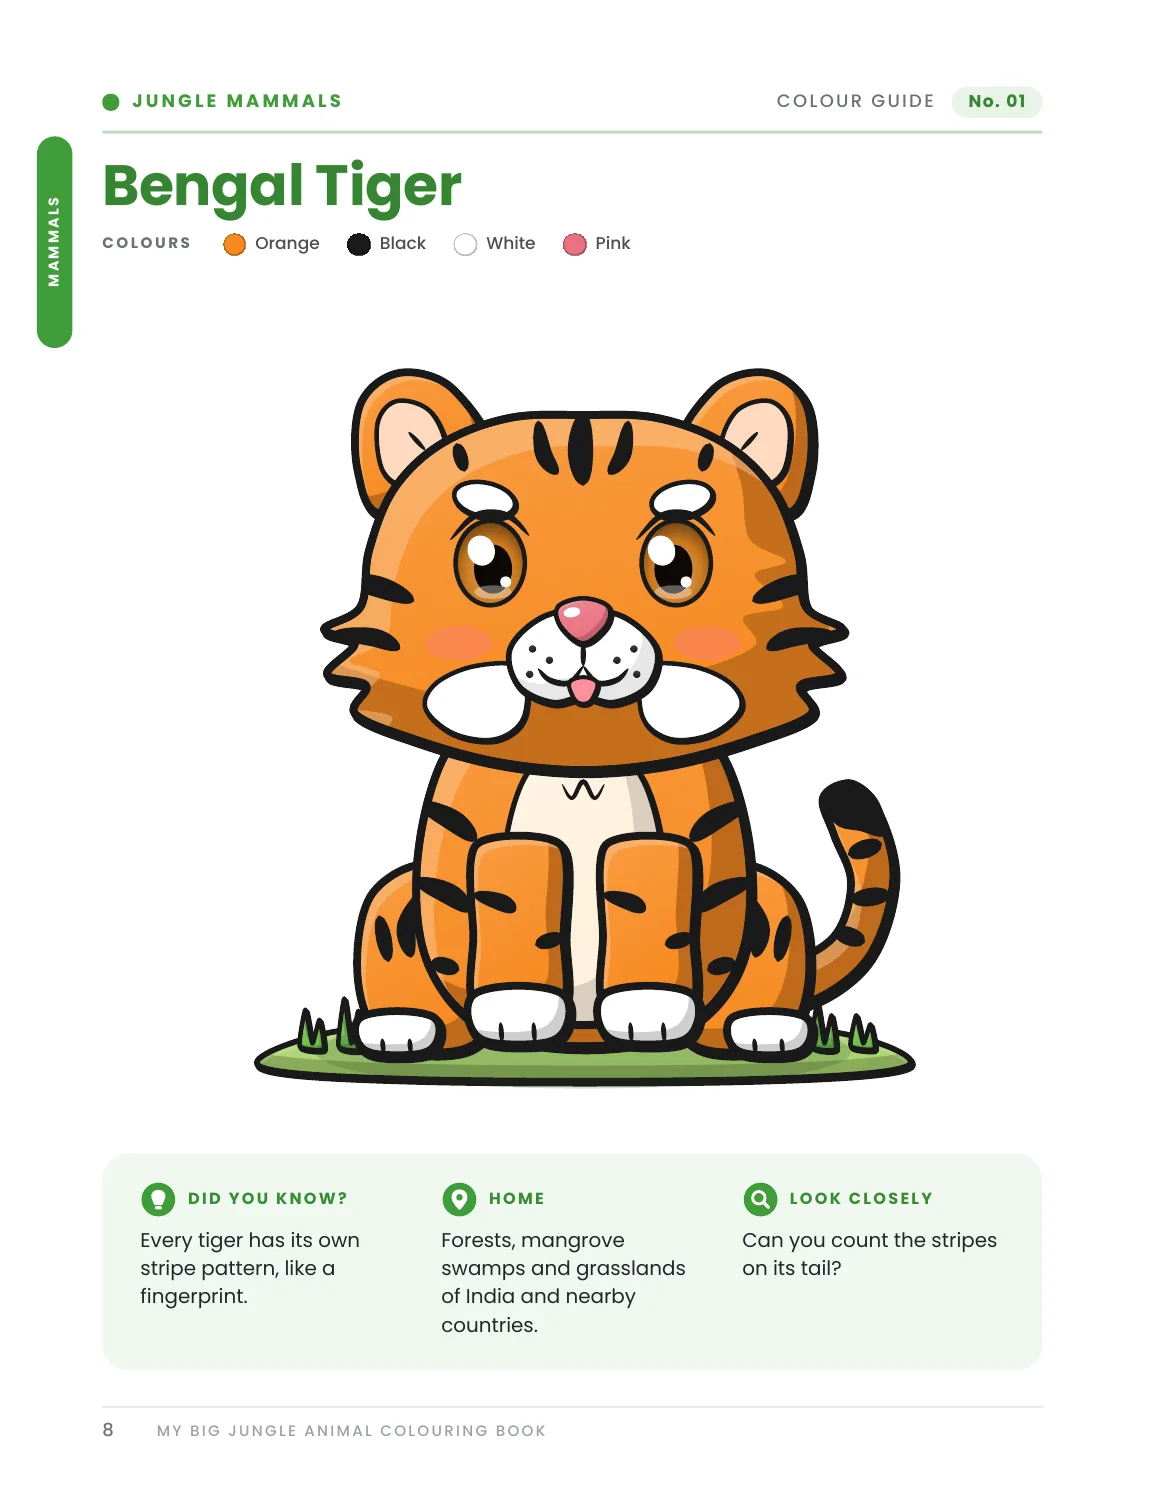 JUNGLE MAMMALS
COLOUR GUIDE No. 01
MAMMALS
Bengal Tiger
COLOURS Orange Black White Pink
DID YOU KNOW?
Every tiger has its own
stripe pattern, like a
fingerprint.
HOME
Forests, mangrove
swamps and grasslands
of India and nearby
countries.
LOOK CLOSELY
Can you count the stripes
on its tail?
8 MY BIG JUNGLE ANIMAL COLOURING BOOK